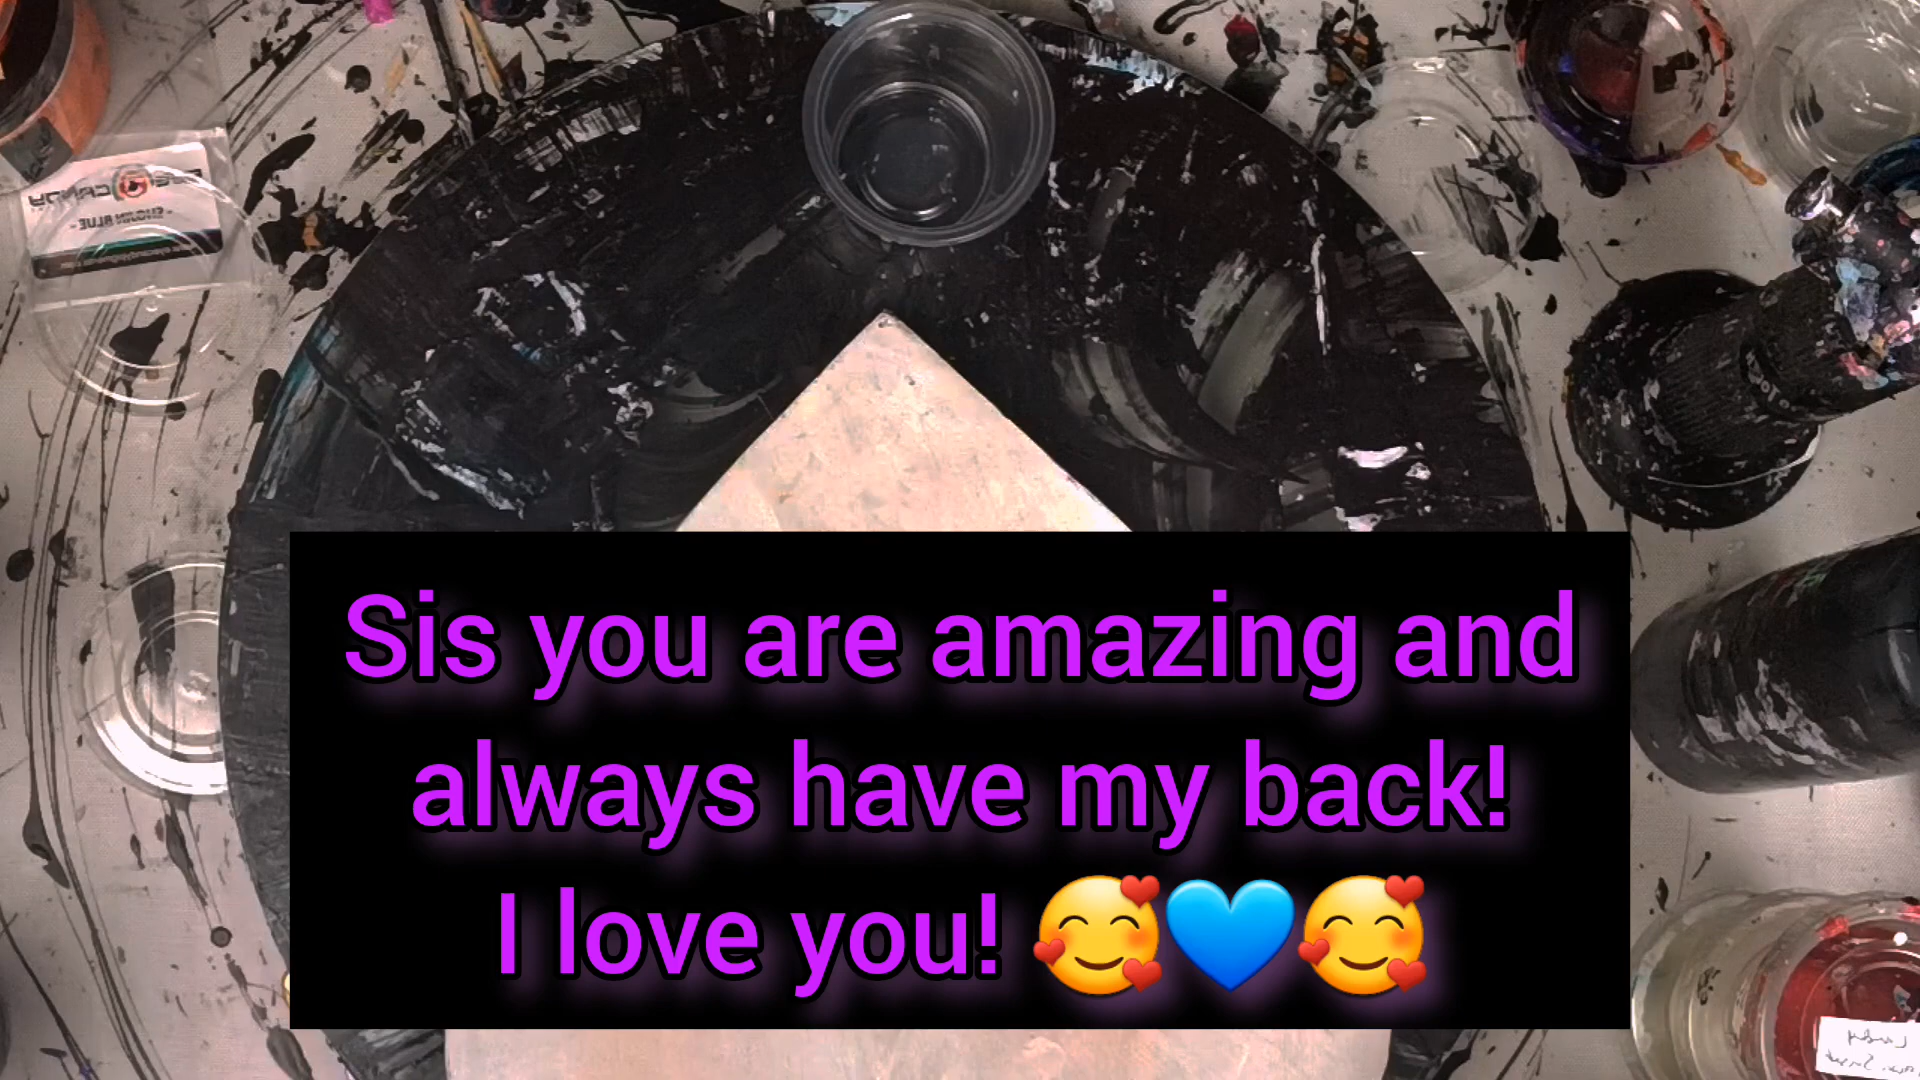 Sis you are amazing and
always have my back!
I love you! 🥰💙🥰